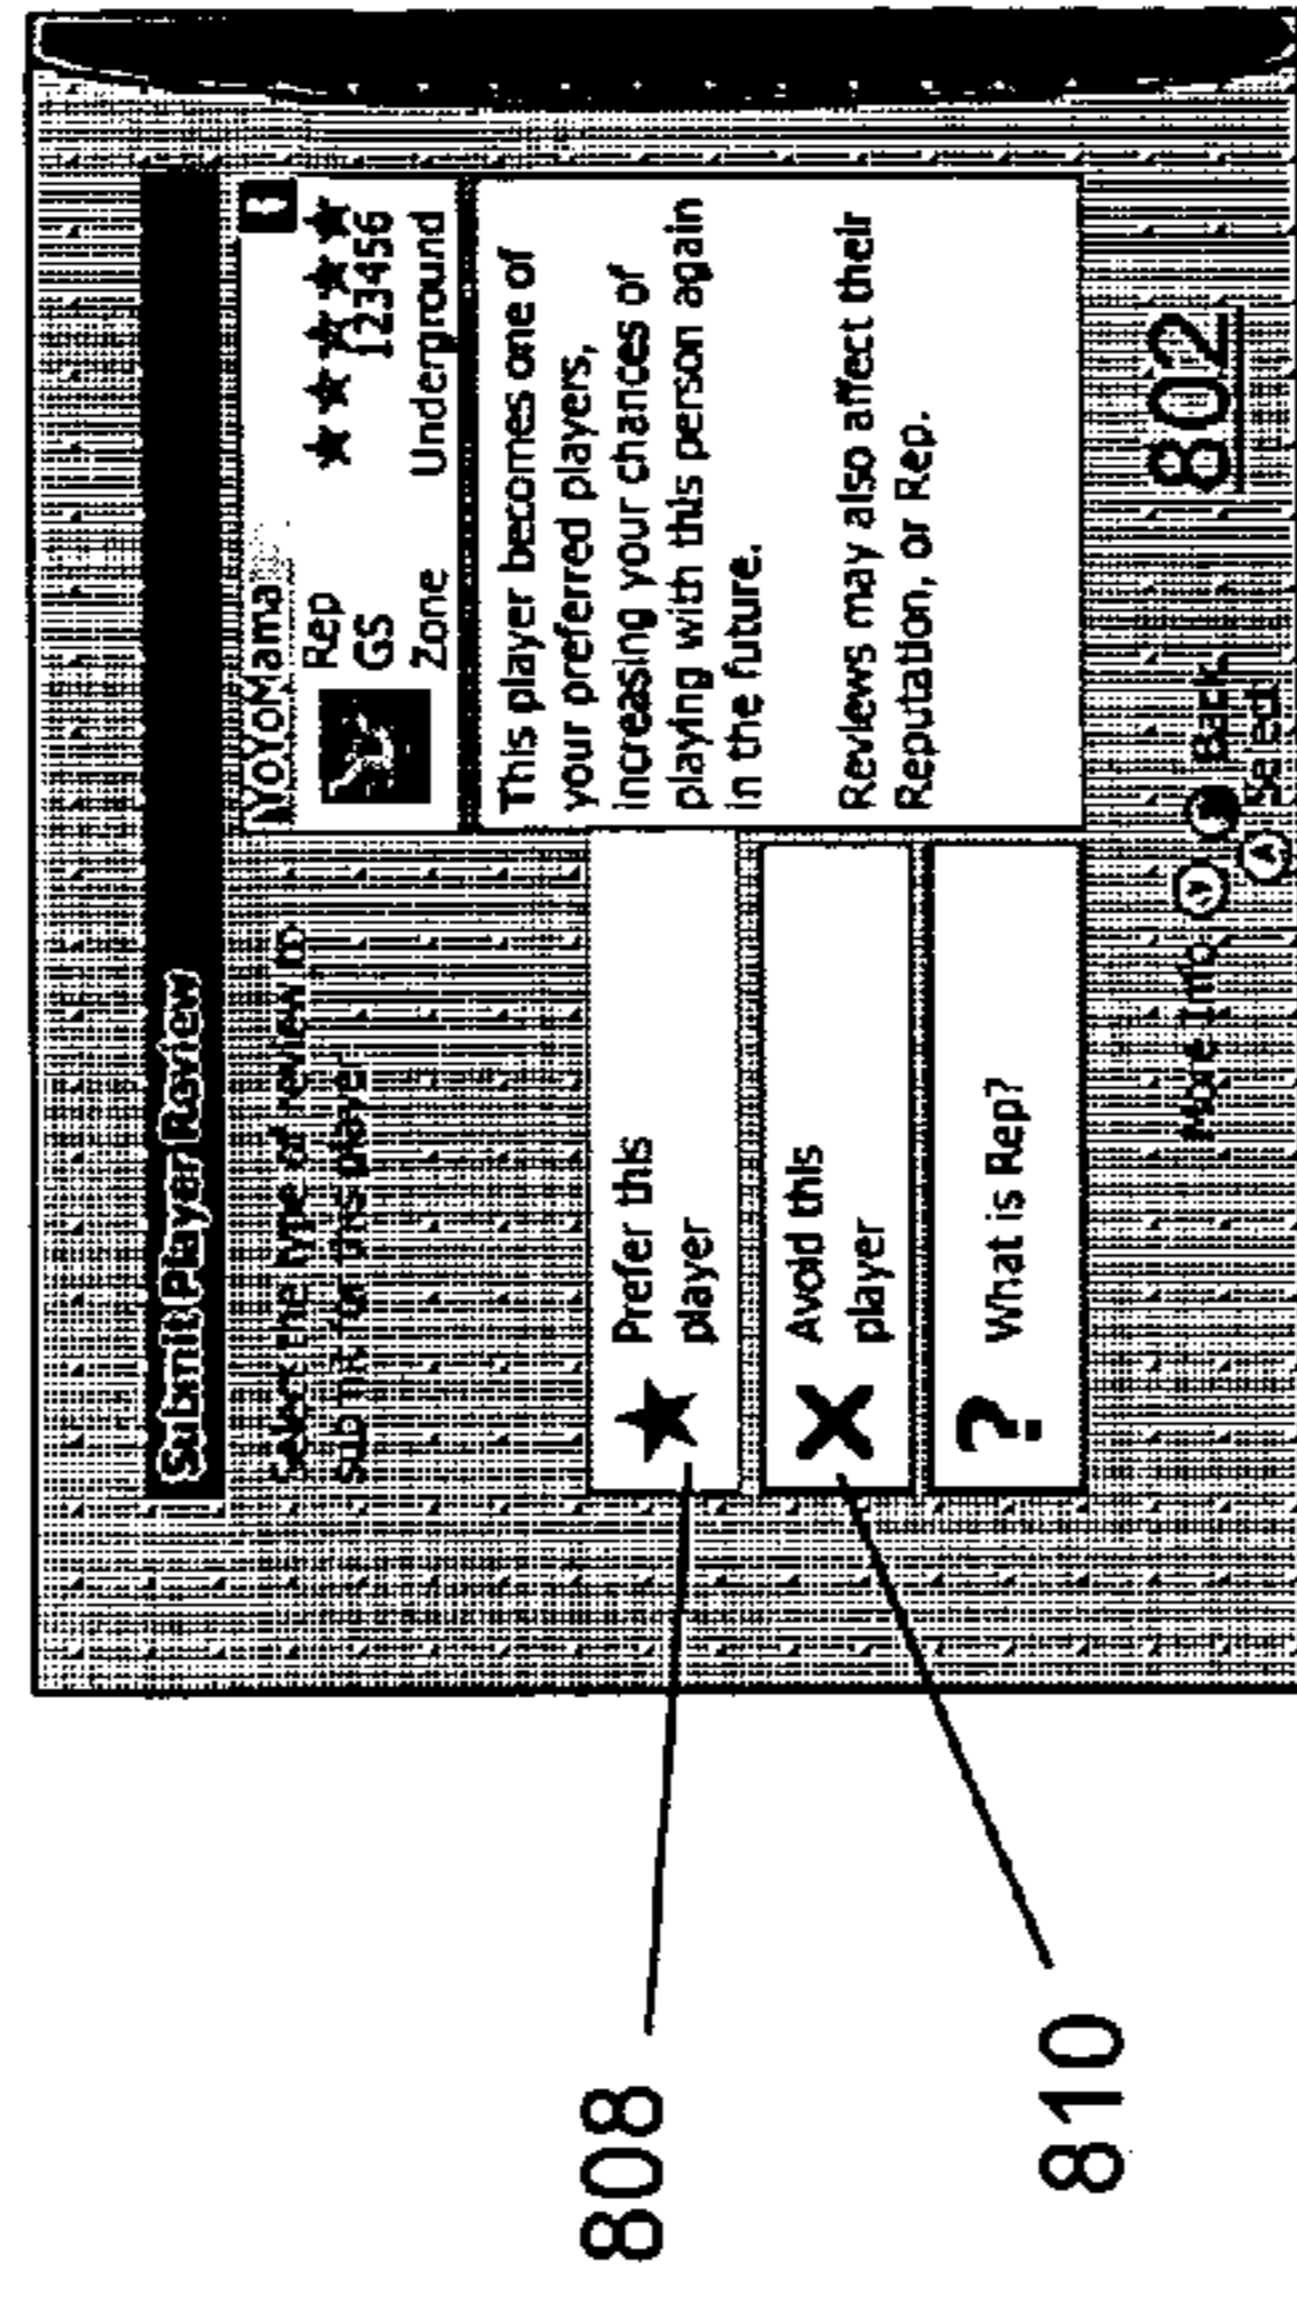 Submit Player Review
Select the type of review to
submit for this player
YoYoMama
Rep
GS 123456
Zone Underground
This player becomes one of
your preferred players,
increasing your chances of
playing with this person again
in the future.
Reviews may also affect their
Reputation, or Rep.
Prefer this
player
Avoid this
player
? What is Rep?
More Info Y Back
A Select
802
808
810